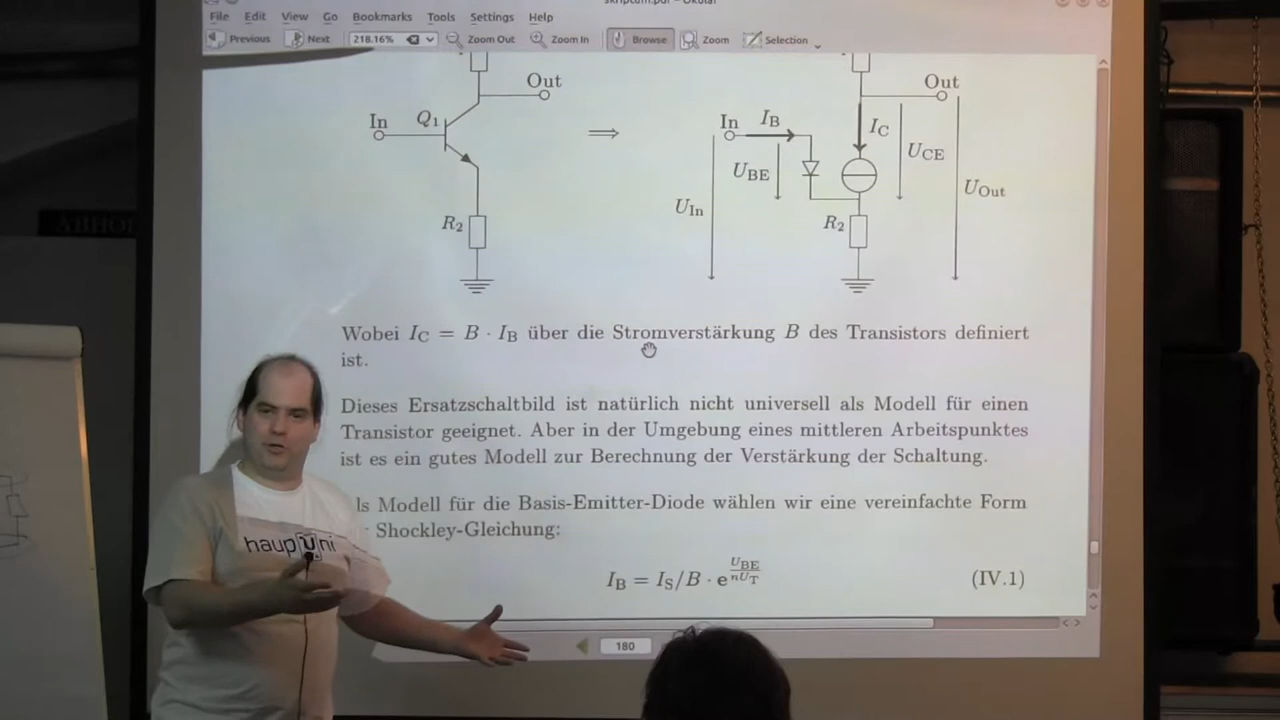 skriptum.pdf – Okular
File Edit View Go Bookmarks Tools Settings Help
Previous Next 218.16% Zoom Out Zoom In Browse Zoom Selection
Out
In Q1
R2
⟹
Out
In IB
IC
UBE
UCE
UIn
UOut
R2
Wobei IC = B · IB über die Stromverstärkung B des Transistors definiert
ist.
Dieses Ersatzschaltbild ist natürlich nicht universell als Modell für einen
Transistor geeignet. Aber in der Umgebung eines mittleren Arbeitspunktes
ist es ein gutes Modell zur Berechnung der Verstärkung der Schaltung.
ls Modell für die Basis-Emitter-Diode wählen wir eine vereinfachte Form
Shockley-Gleichung:
IB = IS/B · e^(UBE/nUT) (IV.1)
180